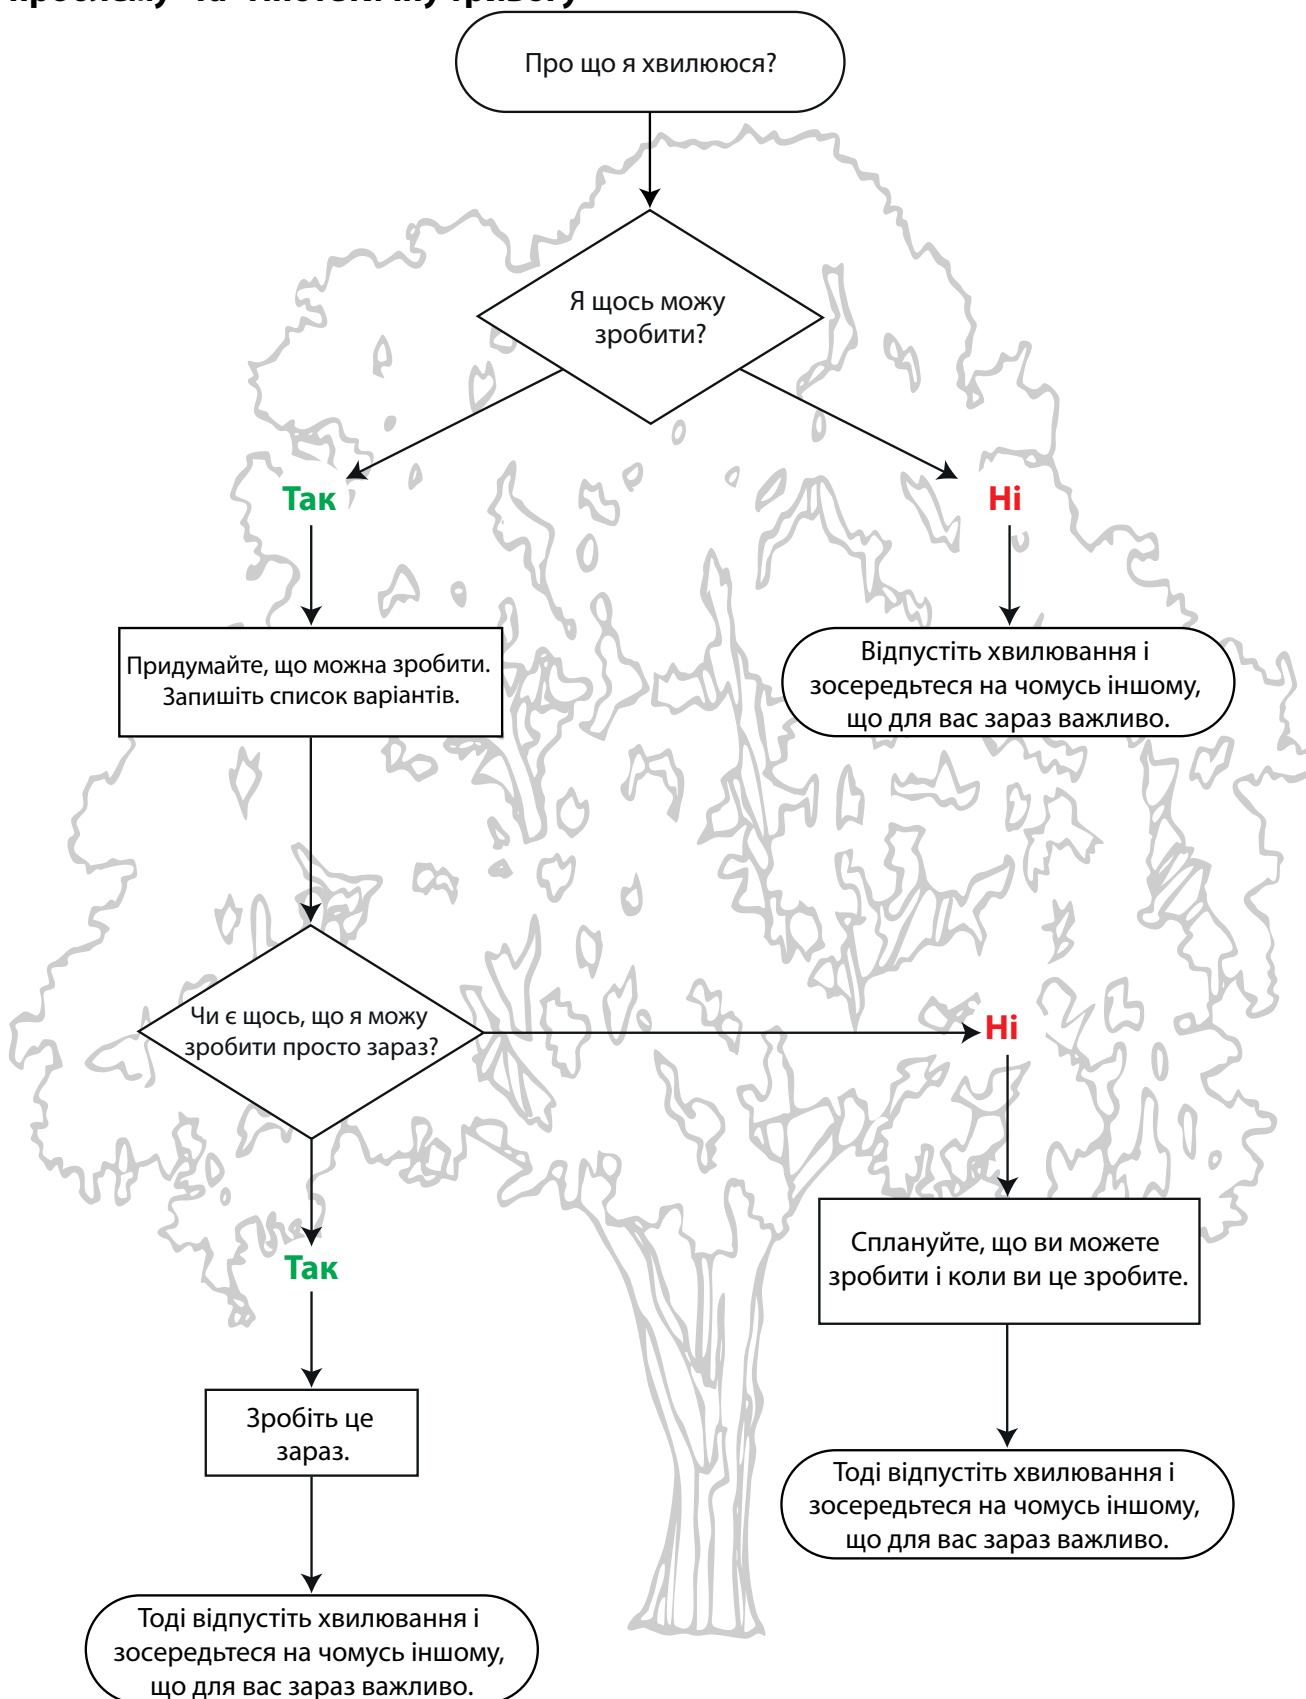 Про що я хвилююся?
Я щось можу
зробити?
Так
Ні
Придумайте, що можна зробити.
Запишіть список варіантів.
Відпустіть хвилювання і
зосередьтеся на чомусь іншому,
що для вас зараз важливо.
Чи є щось, що я можу
зробити просто зараз?
Ні
Так
Сплануйте, що ви можете
зробити і коли ви це зробите.
Зробіть це
зараз.
Тоді відпустіть хвилювання і
зосередьтеся на чомусь іншому,
що для вас зараз важливо.
Тоді відпустіть хвилювання і
зосередьтеся на чомусь іншому,
що для вас зараз важливо.